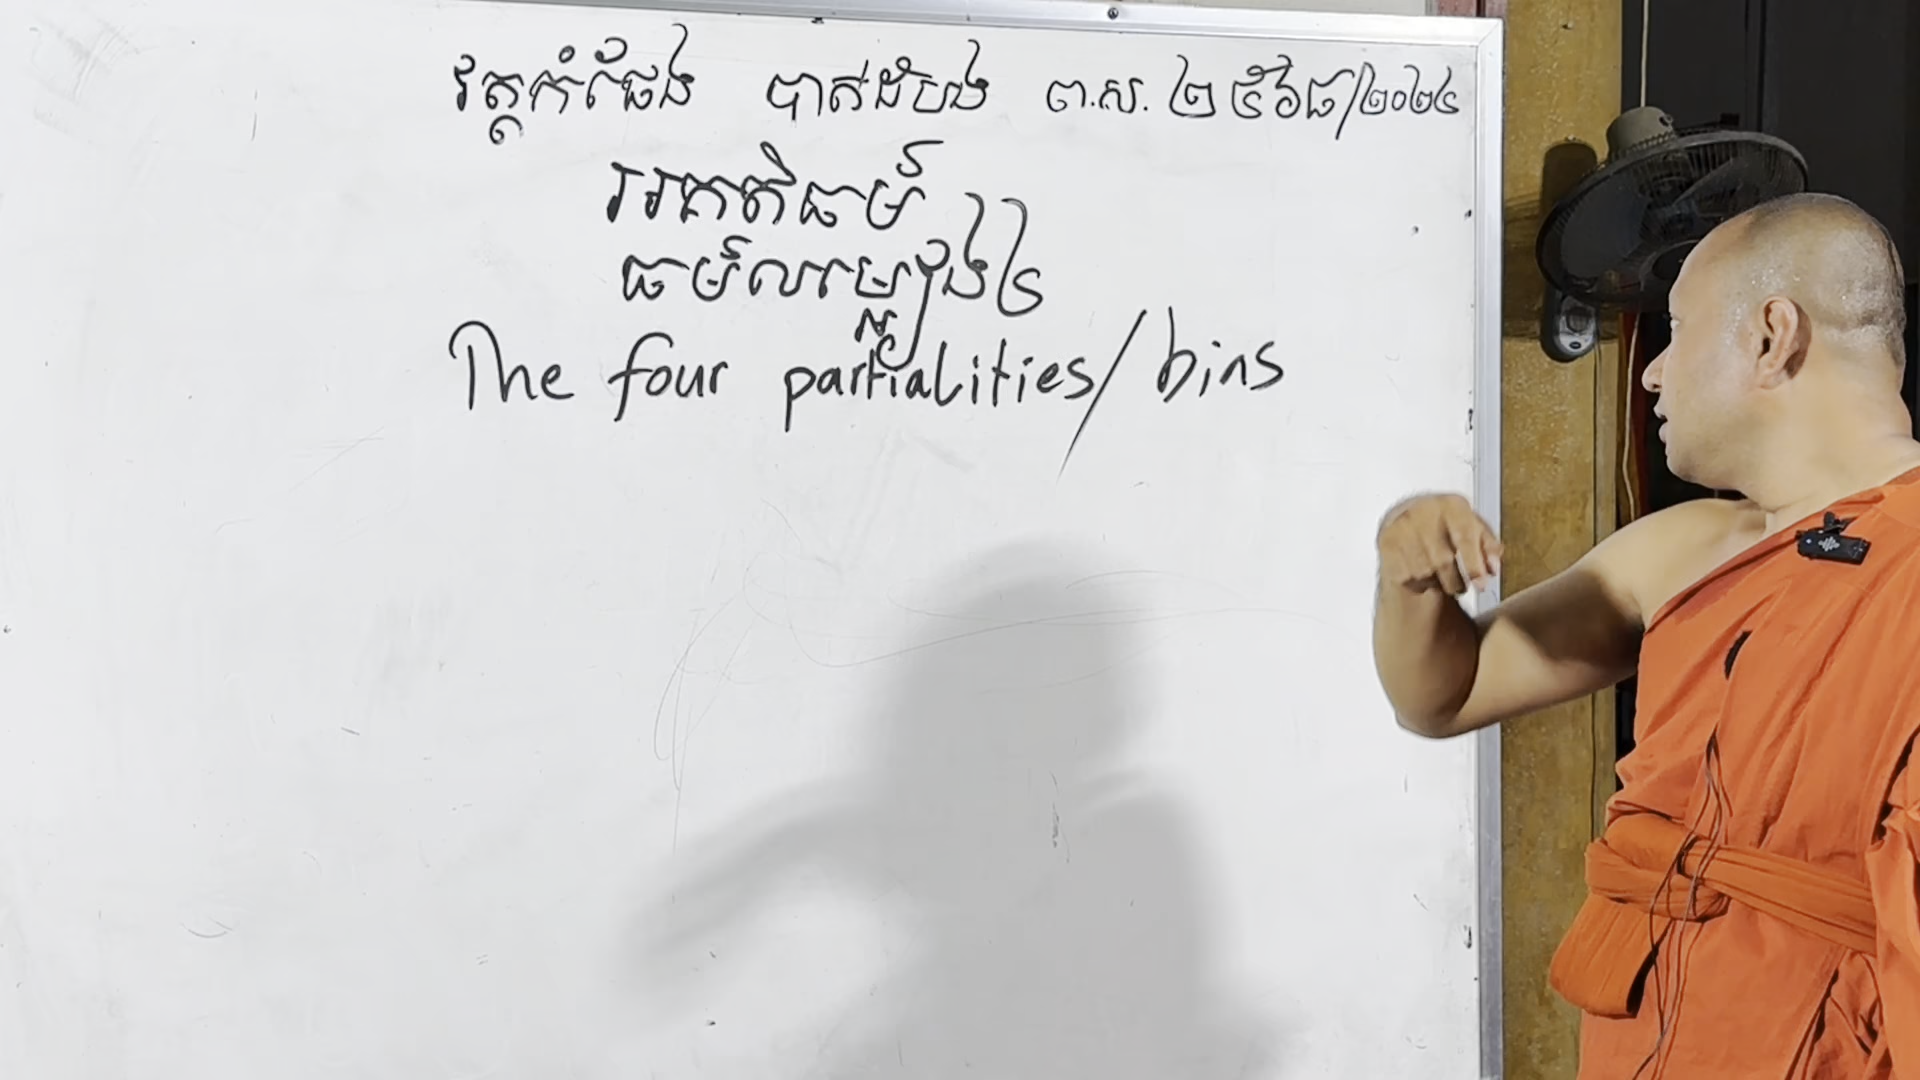 វត្តកំផែង បាត់ដំបង ព.ស. ២៥៦៨/២០២៤
អគតិធម៌
ធម៌លម្អៀង៤
The four partialities/ bias